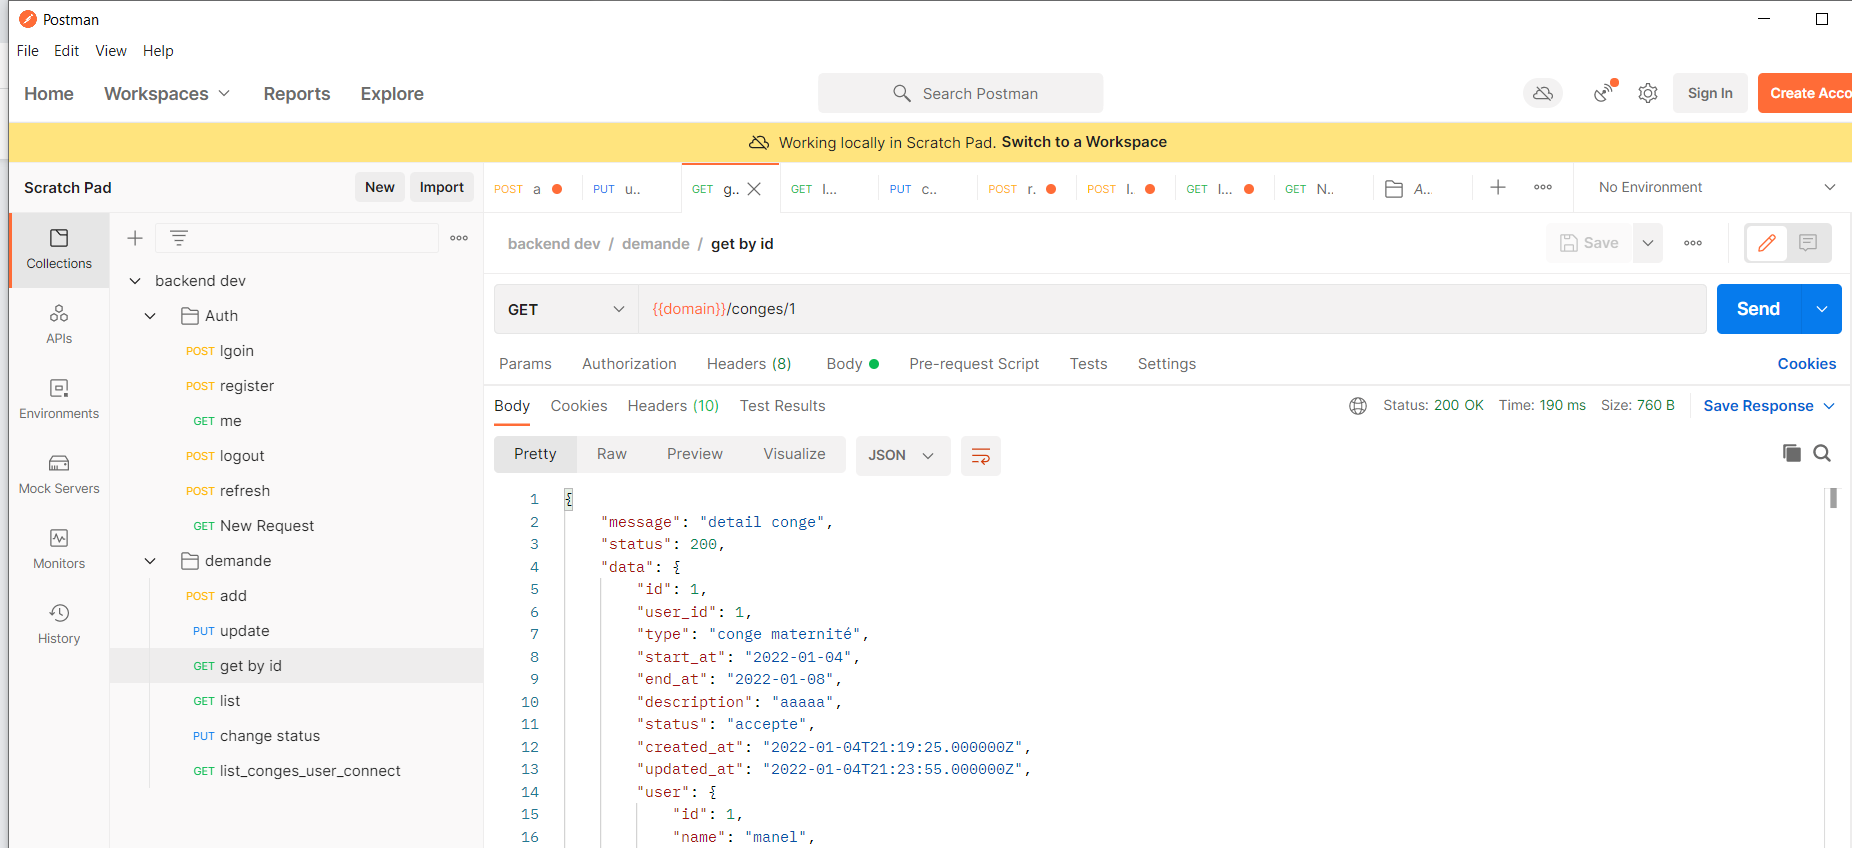 Postman
File Edit View Help
Home Workspaces Reports Explore Search Postman Sign In Create Acco
Working locally in Scratch Pad. Switch to a Workspace
Scratch Pad New Import
POST a PUT u.. GET g.. GET l... PUT c.. POST r. POST l. GET l... GET N.. A.. ooo No Environment
Collections
APIs
Environments
Mock Servers
Monitors
History
ooo
backend dev
Auth
POST lgoin
POST register
GET me
POST logout
POST refresh
GET New Request
demande
POST add
PUT update
GET get by id
GET list
PUT change status
GET list_conges_user_connect
backend dev / demande / get by id Save ooo
GET {{domain}}/conges/1 Send
Params Authorization Headers (8) Body Pre-request Script Tests Settings Cookies
Body Cookies Headers (10) Test Results Status: 200 OK Time: 190 ms Size: 760 B Save Response
Pretty Raw Preview Visualize JSON
1 {
2 "message": "detail conge",
3 "status": 200,
4 "data": {
5 "id": 1,
6 "user_id": 1,
7 "type": "conge maternité",
8 "start_at": "2022-01-04",
9 "end_at": "2022-01-08",
10 "description": "aaaaa",
11 "status": "accepte",
12 "created_at": "2022-01-04T21:19:25.000000Z",
13 "updated_at": "2022-01-04T21:23:55.000000Z",
14 "user": {
15 "id": 1,
16 "name": "manel",